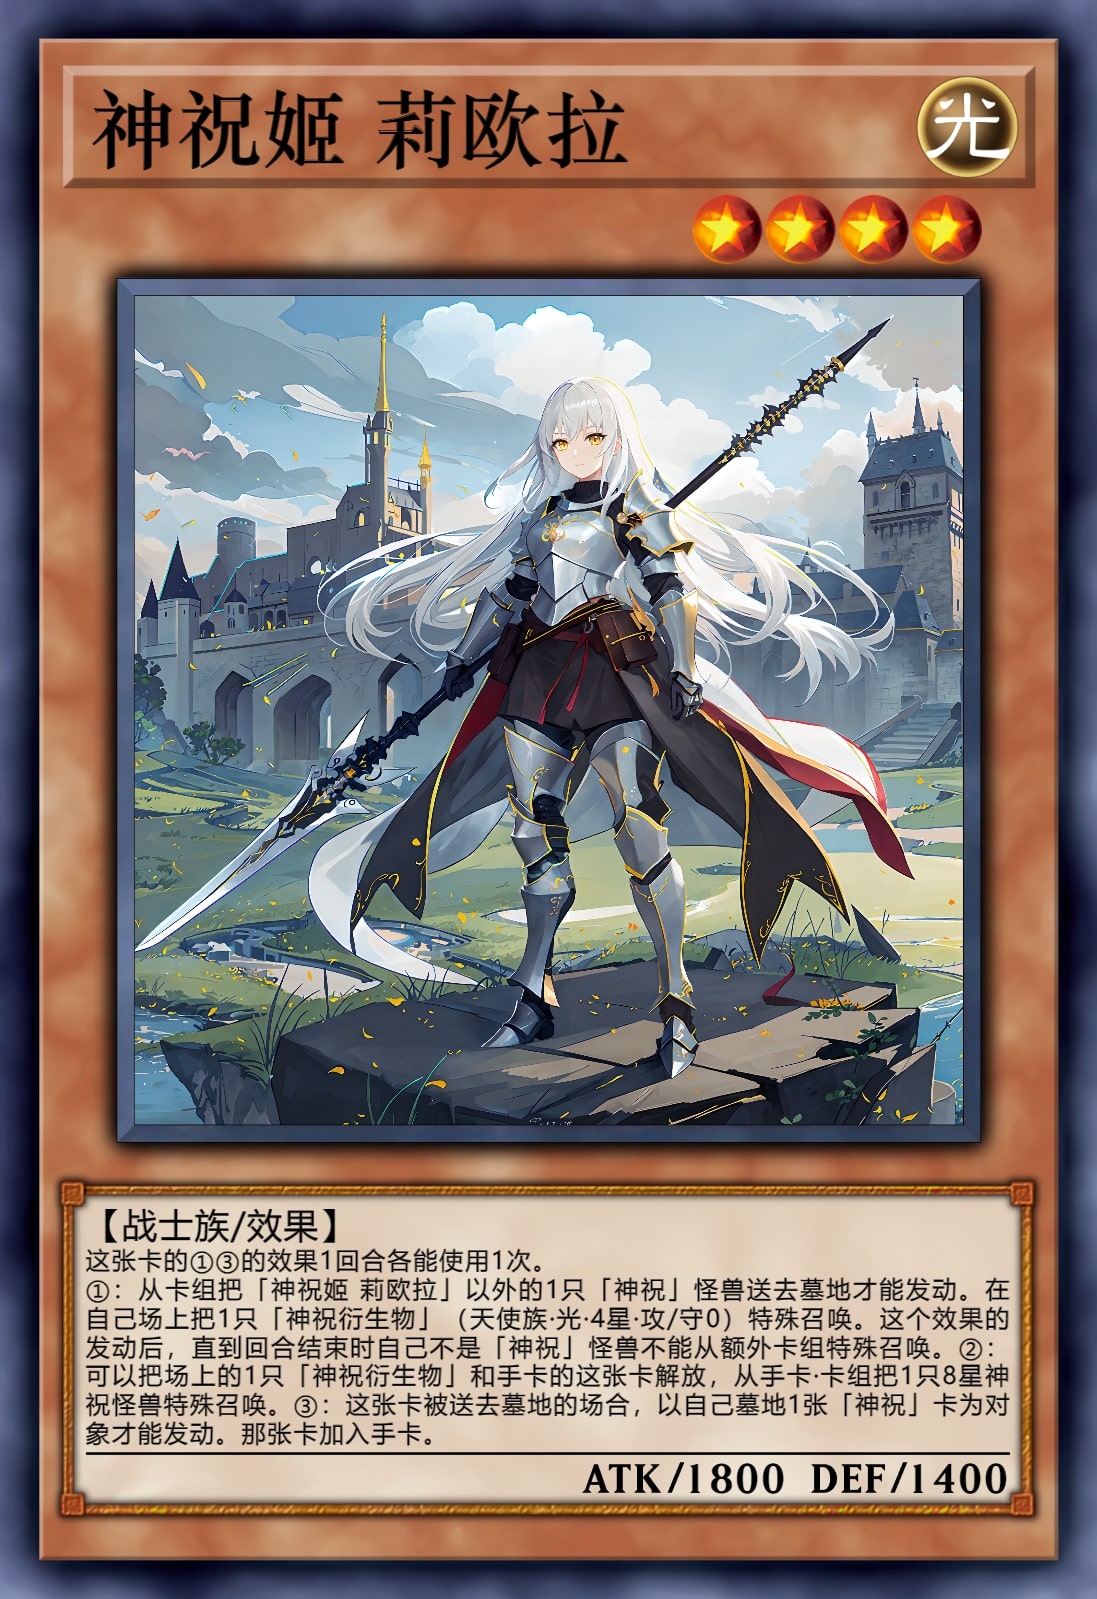 神祝姬 莉欧拉
光
【战士族/效果】
这张卡的①③的效果1回合各能使用1次。
①：从卡组把「神祝姬 莉欧拉」以外的1只「神祝」怪兽送去墓地才能发动。在
自己场上把1只「神祝衍生物」（天使族·光·4星·攻/守0）特殊召唤。这个效果的
发动后，直到回合结束时自己不是「神祝」怪兽不能从额外卡组特殊召唤。②：
可以把场上的1只「神祝衍生物」和手卡的这张卡解放，从手卡·卡组把1只8星神
祝怪兽特殊召唤。③：这张卡被送去墓地的场合，以自己墓地1张「神祝」卡为对
象才能发动。那张卡加入手卡。
ATK/1800 DEF/1400